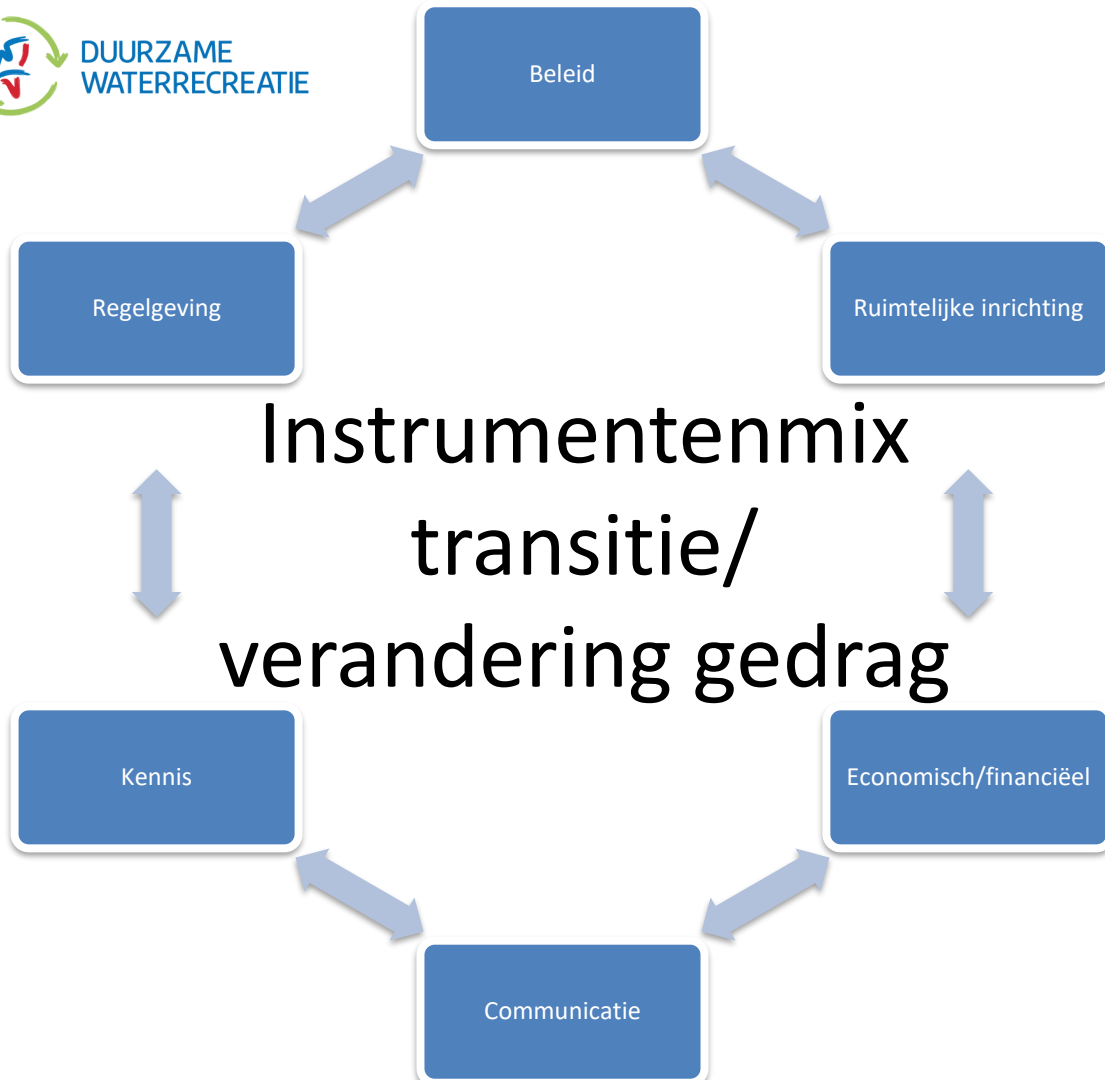 DUURZAME
WATERRECREATIE
Beleid
Regelgeving
Ruimtelijke inrichting
Instrumentenmix
transitie/
verandering gedrag
Kennis
Economisch/financiëel
Communicatie